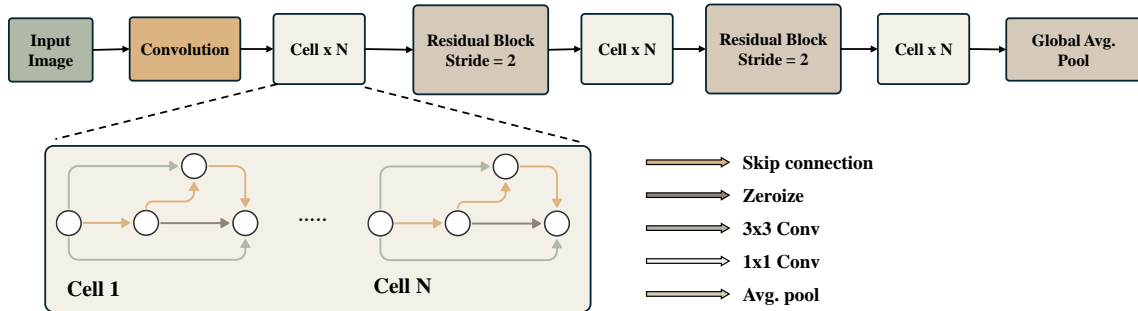 Input
Image
Convolution
Cell x N
Residual Block
Stride = 2
Cell x N
Residual Block
Stride = 2
Cell x N
Global Avg.
Pool
.....
Cell 1
Cell N
Skip connection
Zeroize
3x3 Conv
1x1 Conv
Avg. pool